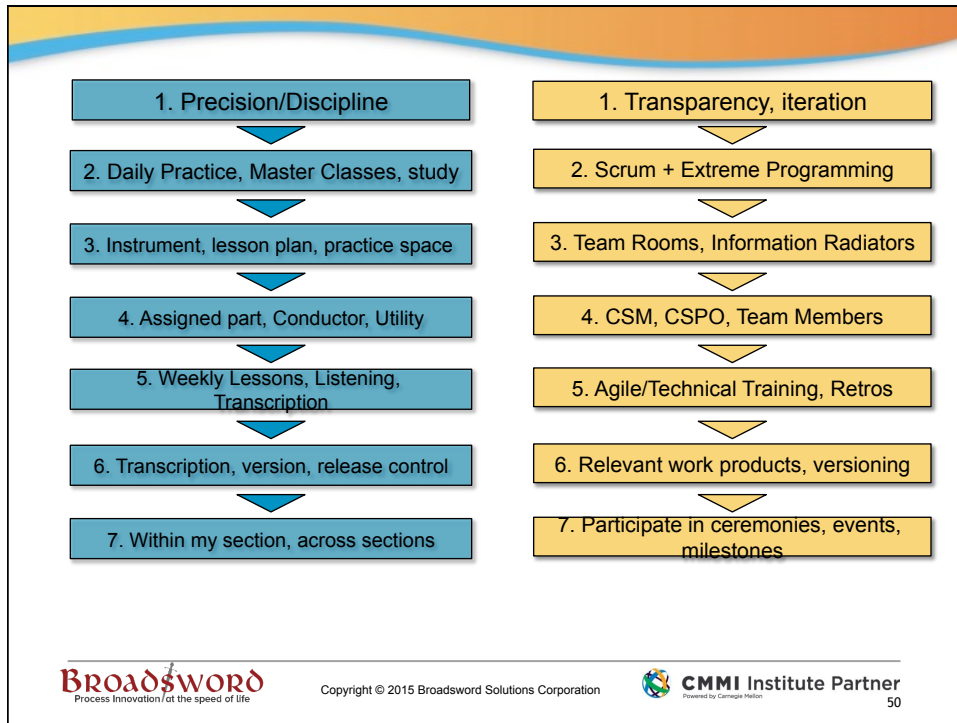 1. Precision/Discipline
2. Daily Practice, Master Classes, study
3. Instrument, lesson plan, practice space
4. Assigned part, Conductor, Utility
5. Weekly Lessons, Listening,
Transcription
6. Transcription, version, release control
7. Within my section, across sections
1. Transparency, iteration
2. Scrum + Extreme Programming
3. Team Rooms, Information Radiators
4. CSM, CSPO, Team Members
5. Agile/Technical Training, Retros
6. Relevant work products, versioning
7. Participate in ceremonies, events,
milestones
BROADSWORD
Process Innovation at the speed of life
Copyright © 2015 Broadsword Solutions Corporation
CMMI Institute Partner
Powered by Carnegie Mellon
50